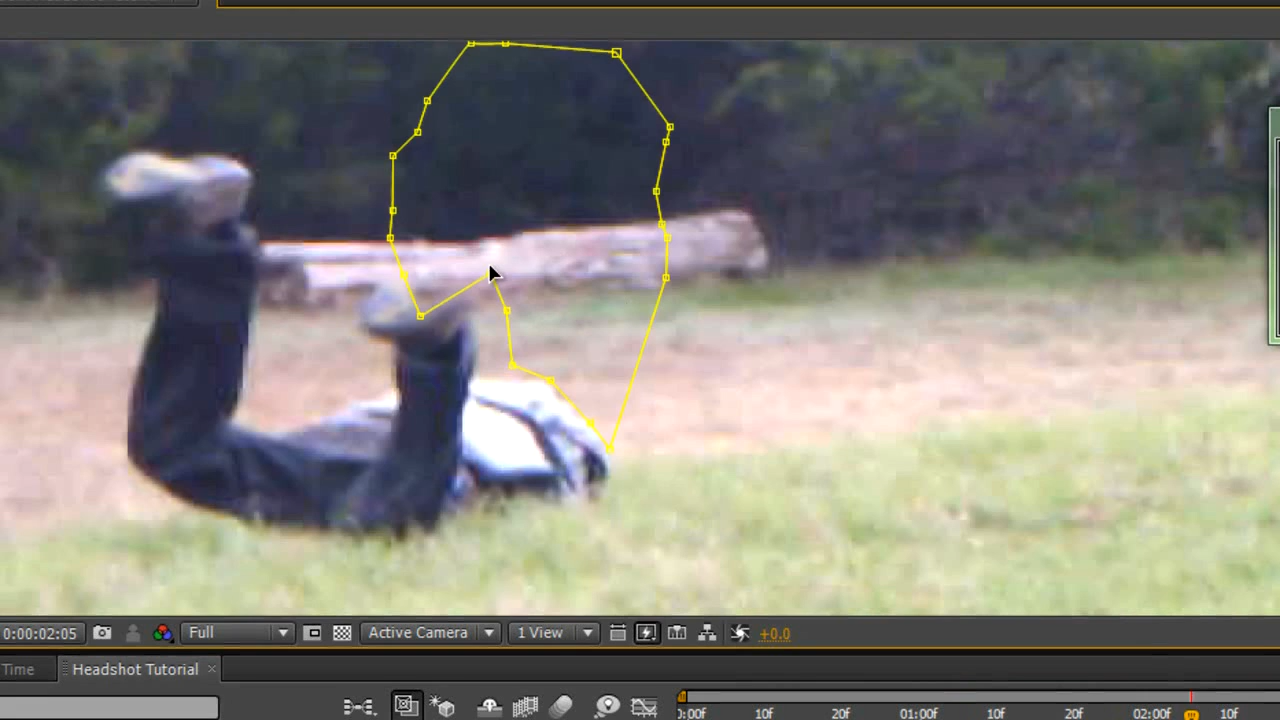 0:00:02:05 Full Active Camera 1 View +0.0
Time Headshot Tutorial ×
0:00f 10f 20f 01:00f 10f 20f 02:00f 10f